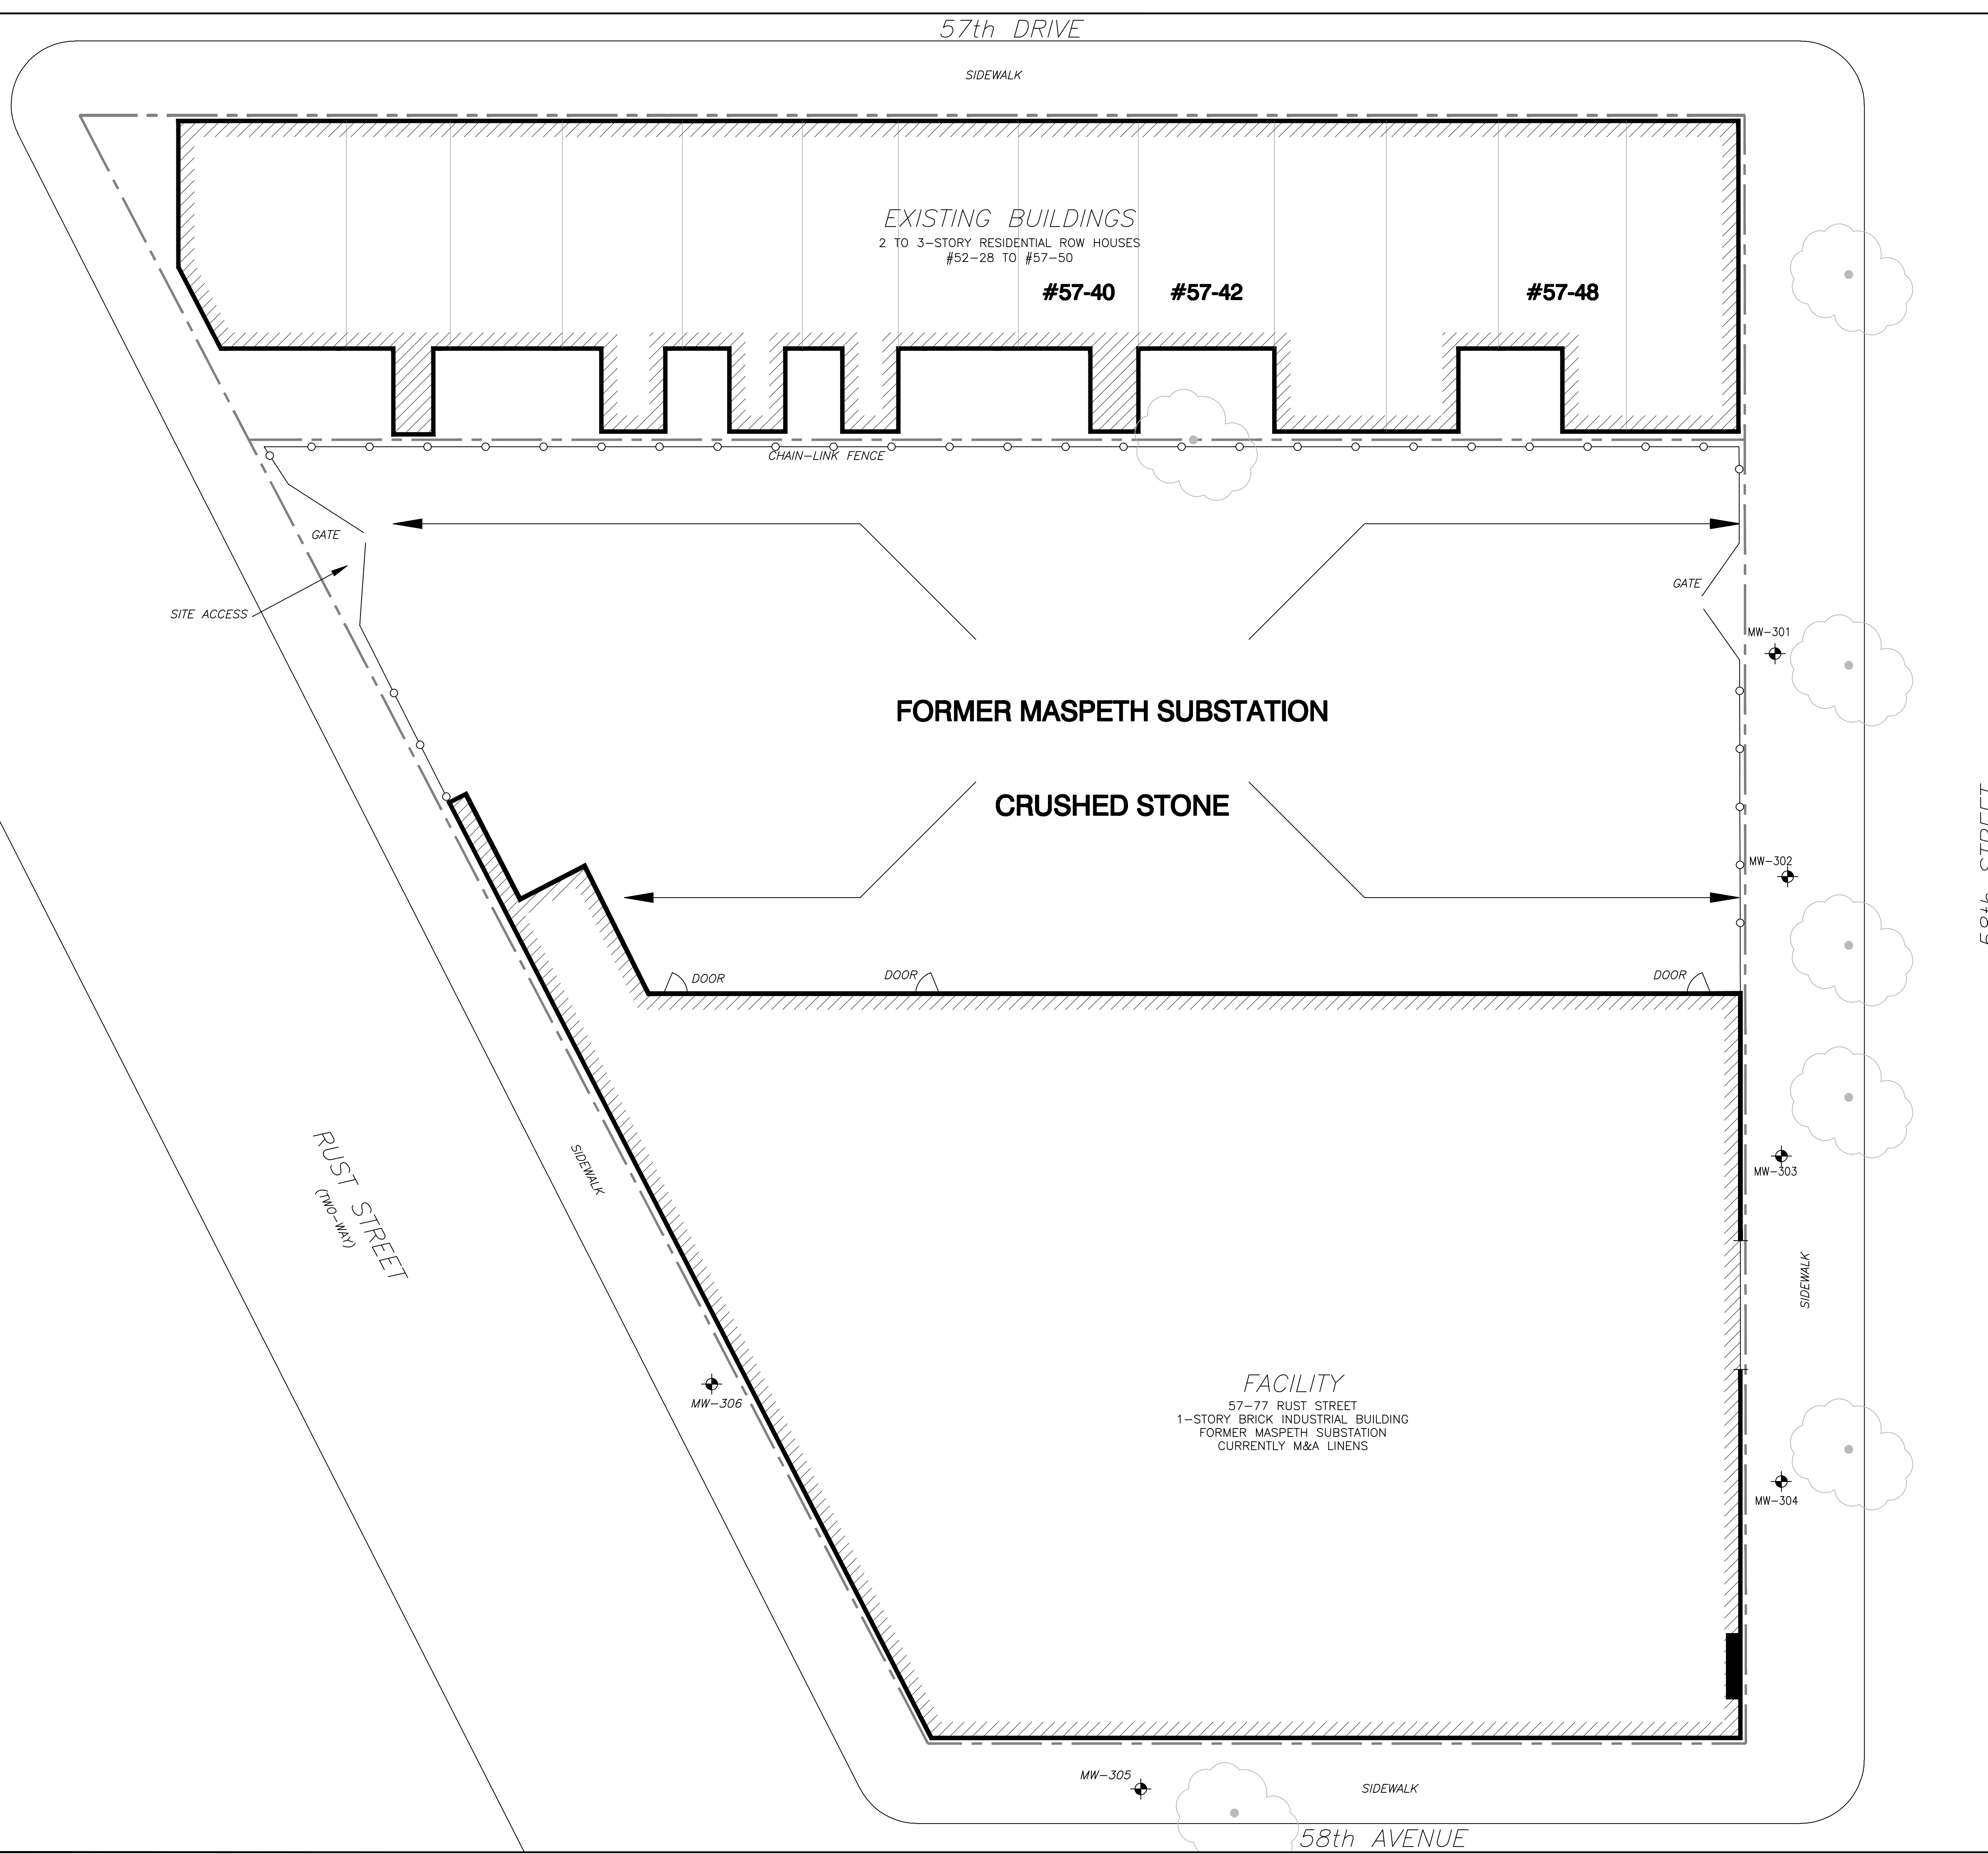 57th DRIVE
SIDEWALK
EXISTING BUILDINGS
2 TO 3-STORY RESIDENTIAL ROW HOUSES
#52-28 TO #57-50
#57-40
#57-42
#57-48
CHAIN-LINK FENCE
GATE
SITE ACCESS
GATE
MW-301
FORMER MASPETH SUBSTATION
CRUSHED STONE
MW-302
58th STREET
DOOR
DOOR
DOOR
RUST STREET
(TWO-WAY)
SIDEWALK
MW-303
SIDEWALK
MW-306
FACILITY
57-77 RUST STREET
1-STORY BRICK INDUSTRIAL BUILDING
FORMER MASPETH SUBSTATION
CURRENTLY M&A LINENS
MW-304
MW-305
SIDEWALK
58th AVENUE